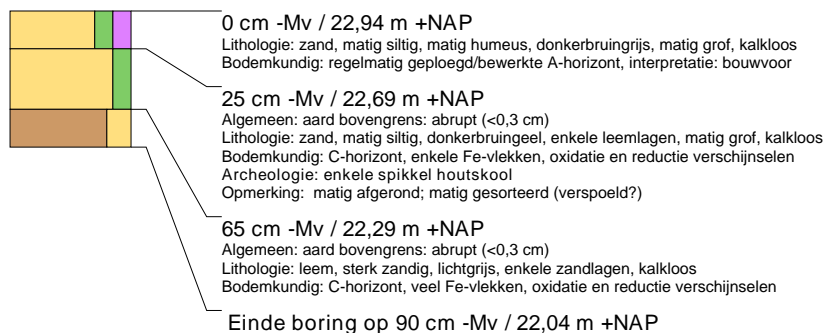 0 cm -Mv / 22,94 m +NAP
Lithologie: zand, matig siltig, matig humeus, donkerbruingrijs, matig grof, kalkloos
Bodemkundig: regelmatig geploegd/bewerkte A-horizont, interpretatie: bouwvoor
25 cm -Mv / 22,69 m +NAP
Algemeen: aard bovengrens: abrupt (<0,3 cm)
Lithologie: zand, matig siltig, donkerbruingeel, enkele leemlagen, matig grof, kalkloos
Bodemkundig: C-horizont, enkele Fe-vlekken, oxidatie en reductie verschijnselen
Archeologie: enkele spikkel houtskool
Opmerking: matig afgerond; matig gesorteerd (verspoeld?)
65 cm -Mv / 22,29 m +NAP
Algemeen: aard bovengrens: abrupt (<0,3 cm)
Lithologie: leem, sterk zandig, lichtgrijs, enkele zandlagen, kalkloos
Bodemkundig: C-horizont, veel Fe-vlekken, oxidatie en reductie verschijnselen
Einde boring op 90 cm -Mv / 22,04 m +NAP